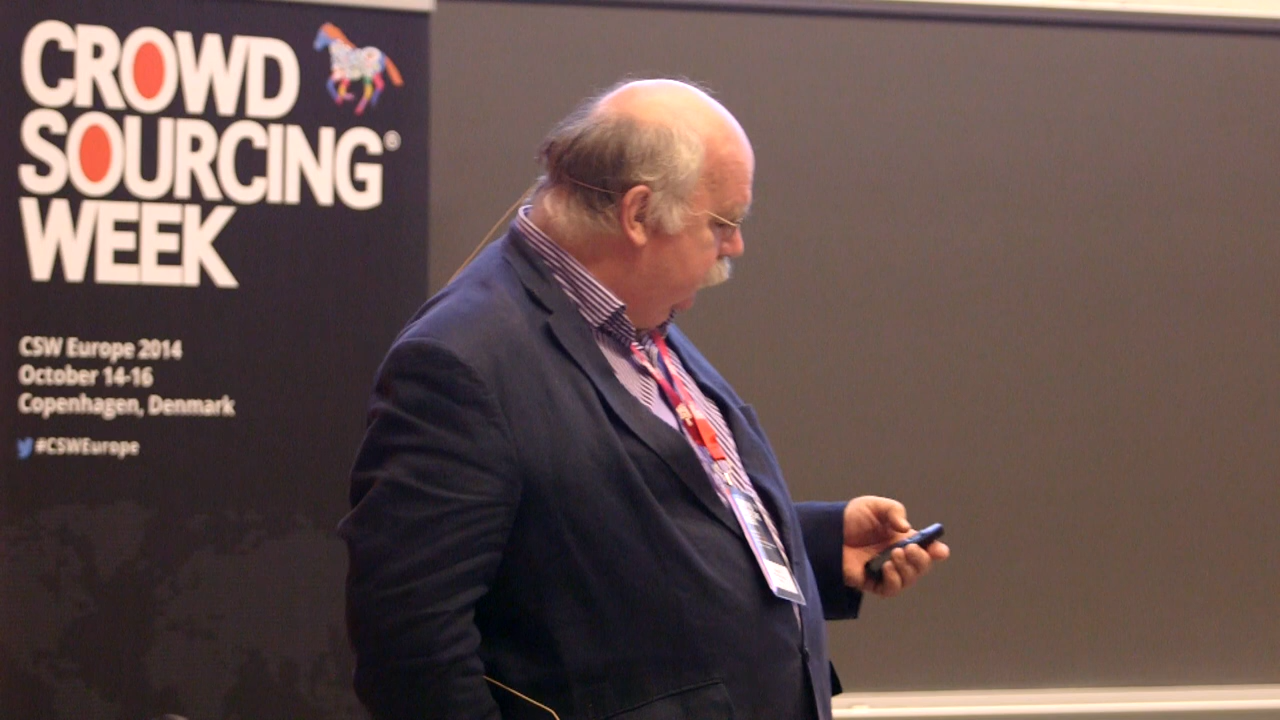 CROWD
SOURCING®
WEEK
CSW Europe 2014
October 14-16
Copenhagen, Denmark
#CSWEurope